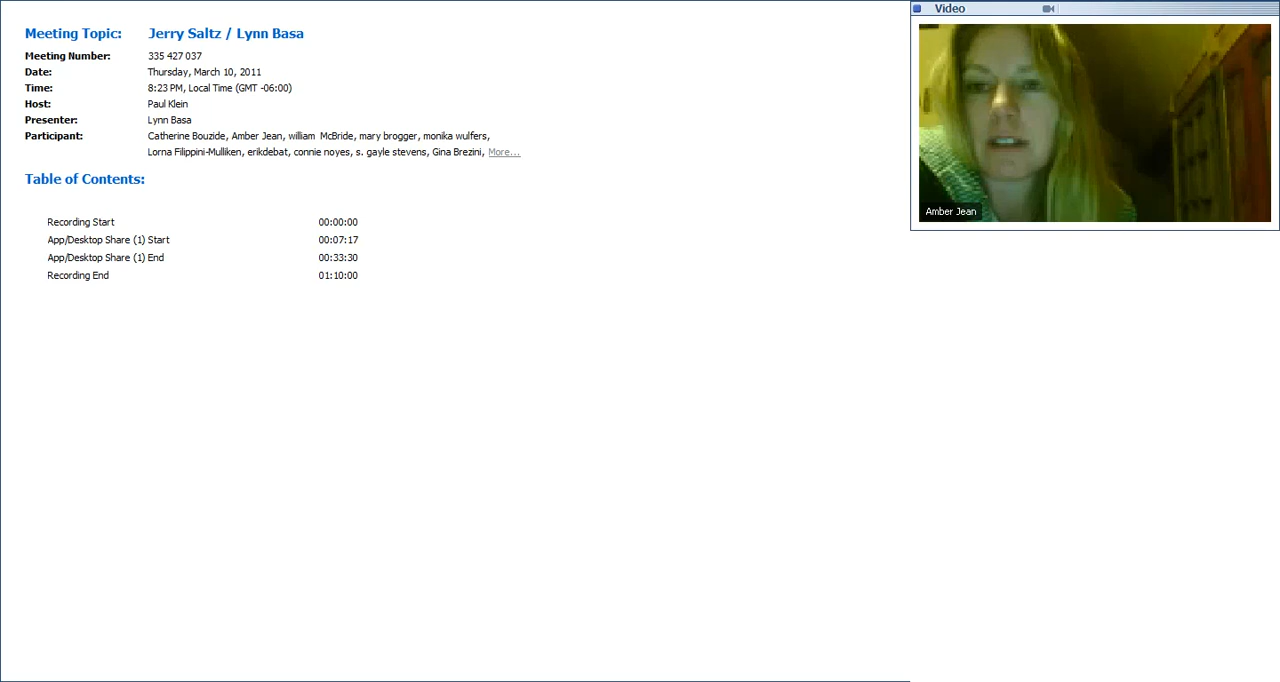 Meeting Topic: Jerry Saltz / Lynn Basa
Meeting Number: 335 427 037
Date: Thursday, March 10, 2011
Time: 8:23 PM, Local Time (GMT -06:00)
Host: Paul Klein
Presenter: Lynn Basa
Participant: Catherine Bouzide, Amber Jean, william  McBride, mary brogger, monika wulfers,
Lorna Filippini-Mulliken, erikdebat, connie noyes, s. gayle stevens, Gina Brezini, More...
Table of Contents:
Recording Start 00:00:00
App/Desktop Share (1) Start 00:07:17
App/Desktop Share (1) End 00:33:30
Recording End 01:10:00
Video
Amber Jean